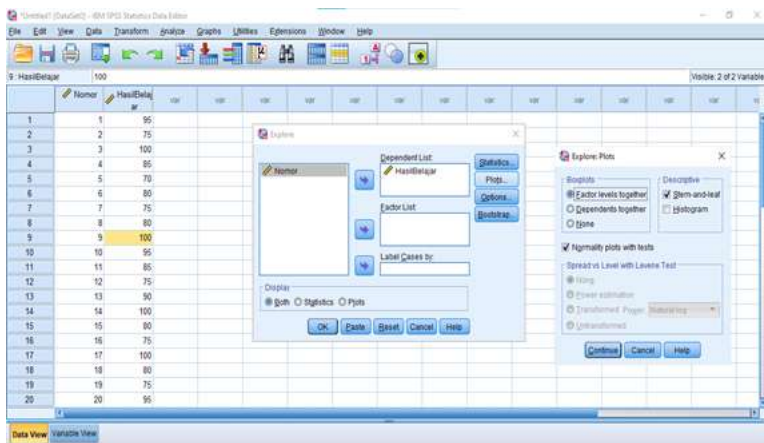 *Untitled1 [DataSet0] - IBM SPSS Statistics Data Editor
File Edit View Data Transform Analyze Graphs Utilities Extensions Window Help
9 : HasilBelajar 100 Visible: 2 of 2 Variable
Nomor HasilBelaj
ar var var var var var var var var var var var
1 1 95
2 2 75
3 3 100
4 4 85
5 5 70
6 6 80
7 7 75
8 8 80
9 9 100
10 10 95
11 11 85
12 12 75
13 13 90
14 14 100
15 15 80
16 16 75
17 17 100
18 18 80
19 19 75
20 20 95
Explore
Nomor
Dependent List:
HasilBelajar
Factor List:
Label Cases by:
Statistics...
Plots...
Options...
Bootstrap...
Display
Both Statistics Plots
OK Paste Reset Cancel Help
Explore: Plots
Boxplots
Factor levels together
Dependents together
None
Descriptive
Stem-and-leaf
Histogram
Normality plots with tests
Spread vs Level with Levene Test
None
Power estimation
Transformed Power: Natural log
Untransformed
Continue Cancel Help
Data View Variable View